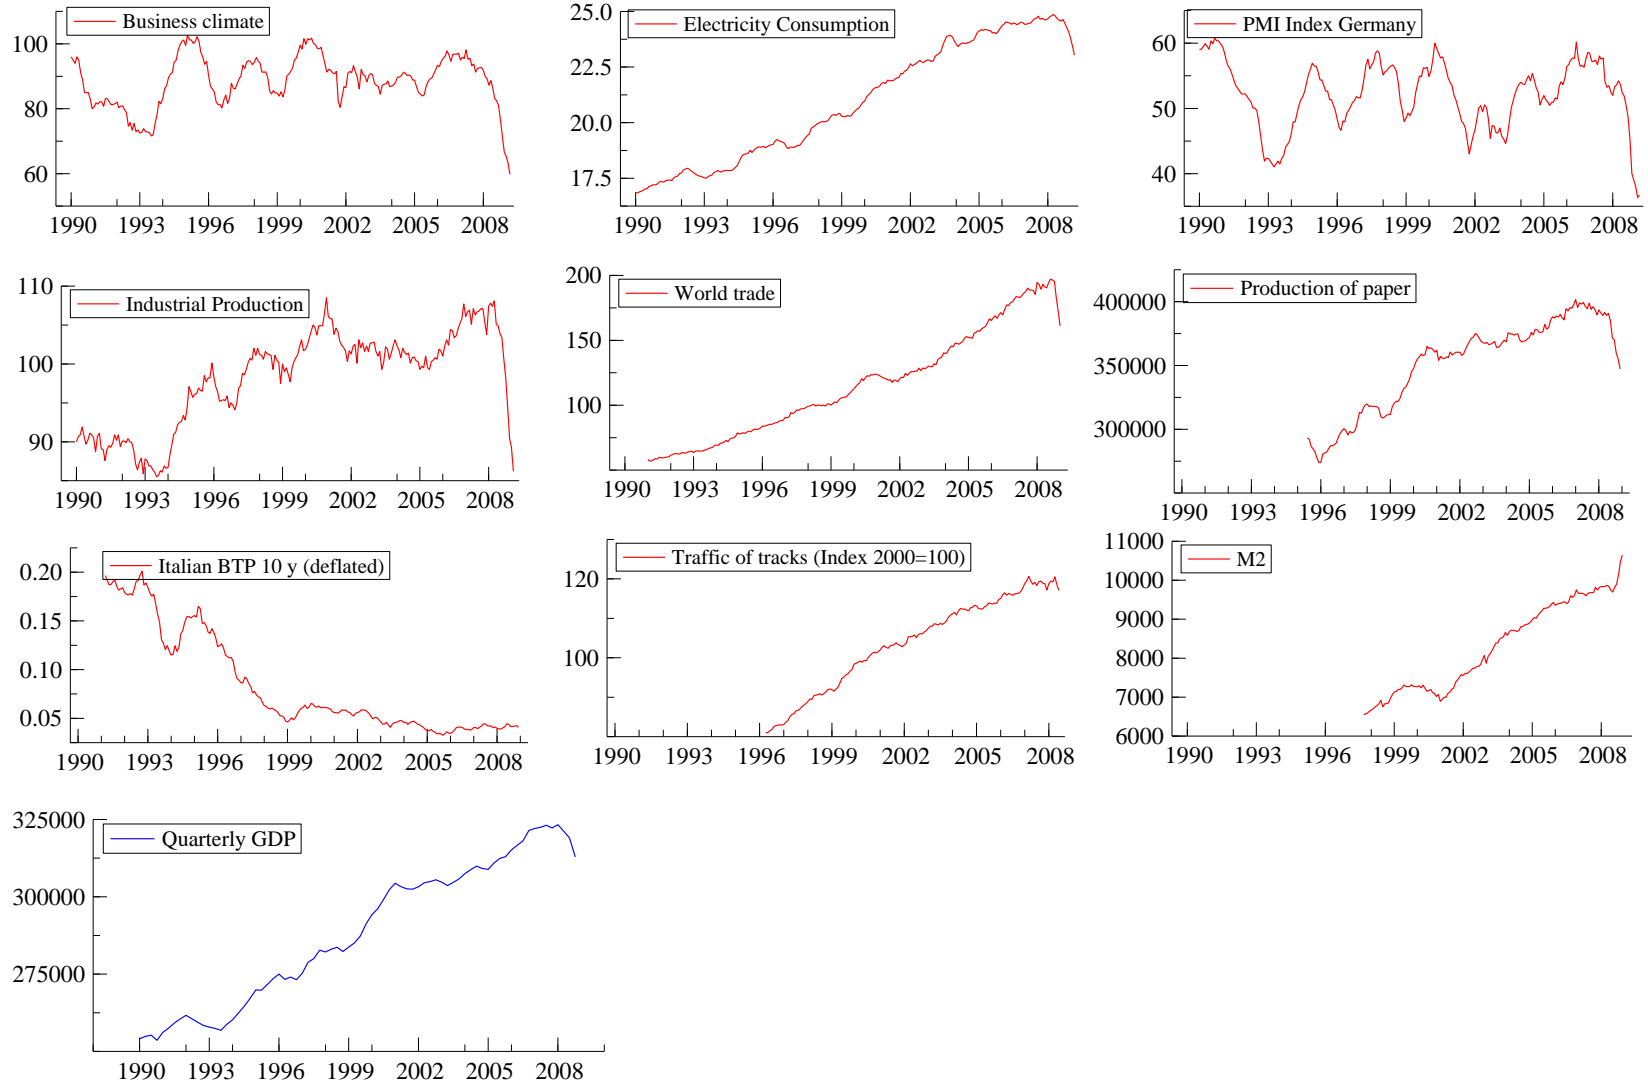 Business climate
100
80
60
1990 1993 1996 1999 2002 2005 2008
Electricity Consumption
25.0
22.5
20.0
17.5
1990 1993 1996 1999 2002 2005 2008
PMI Index Germany
60
50
40
1990 1993 1996 1999 2002 2005 2008
Industrial Production
110
100
90
1990 1993 1996 1999 2002 2005 2008
World trade
200
150
100
1990 1993 1996 1999 2002 2005 2008
Production of paper
400000
350000
300000
1990 1993 1996 1999 2002 2005 2008
Italian BTP 10 y (deflated)
0.20
0.15
0.10
0.05
1990 1993 1996 1999 2002 2005 2008
Traffic of tracks (Index 2000=100)
120
100
1990 1993 1996 1999 2002 2005 2008
M2
11000
10000
9000
8000
7000
6000
1990 1993 1996 1999 2002 2005 2008
Quarterly GDP
325000
300000
275000
1990 1993 1996 1999 2002 2005 2008